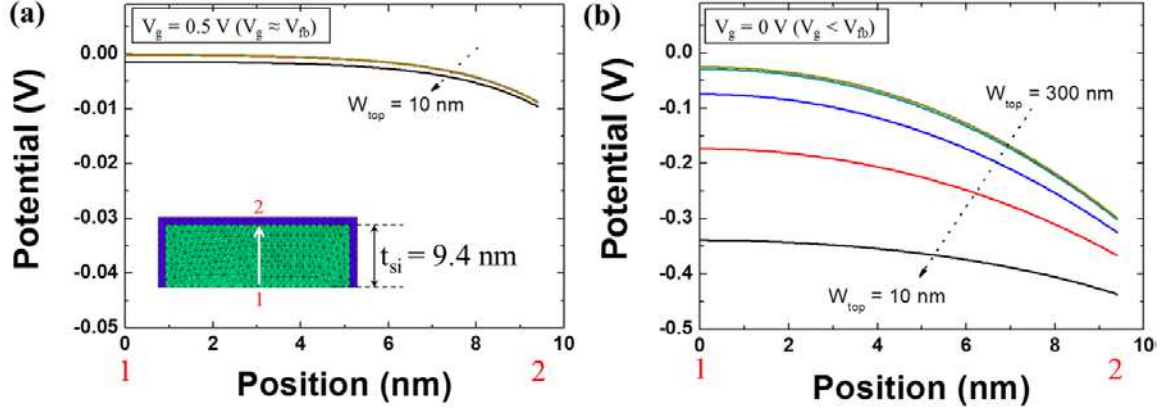 (a)
V_g = 0.5 V (V_g ≈ V_fb)
0.00
-0.01
-0.02
-0.03
-0.04
-0.05
Potential (V)
W_top = 10 nm
2
1
t_si = 9.4 nm
0 2 4 6 8 10
1 2
Position (nm)
(b)
V_g = 0 V (V_g < V_fb)
0.0
-0.1
-0.2
-0.3
-0.4
-0.5
Potential (V)
W_top = 300 nm
W_top = 10 nm
0 2 4 6 8 10
1 2
Position (nm)